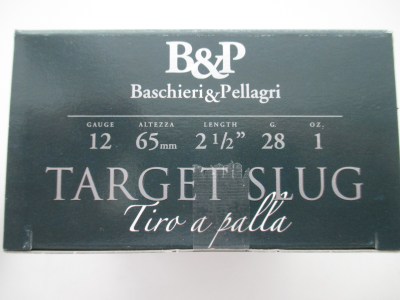 B&P
Baschieri&Pellagri
GAUGE ALTEZZA LENGTH G. OZ.
12 65mm 2 1/2” 28 1
TARGET SLUG
Tiro a palla